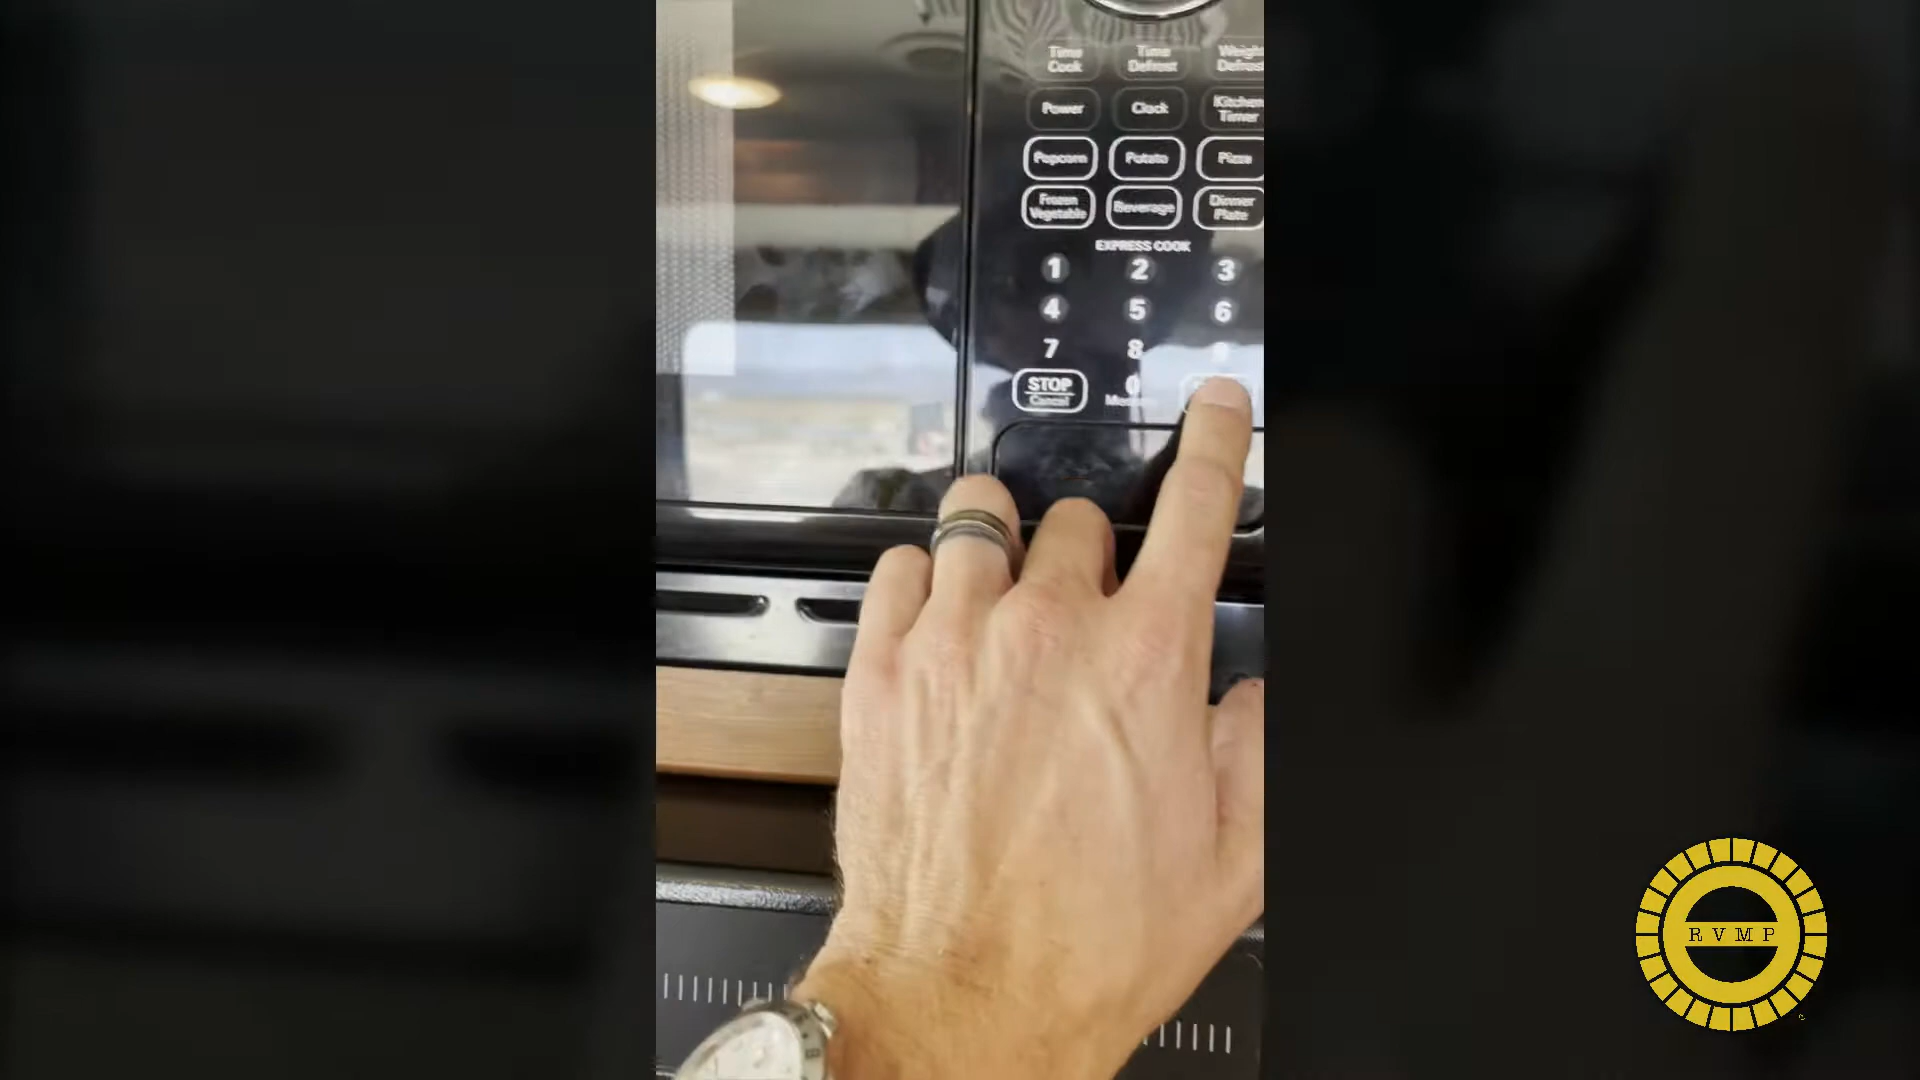 Time Cook
Time Defrost
Weight Defrost
Power
Clock
Kitchen Timer
Popcorn
Potato
Pizza
Frozen Vegetable
Beverage
Dinner Plate
EXPRESS COOK
1 2 3
4 5 6
7 8
STOP
Cancel
0
RVMP